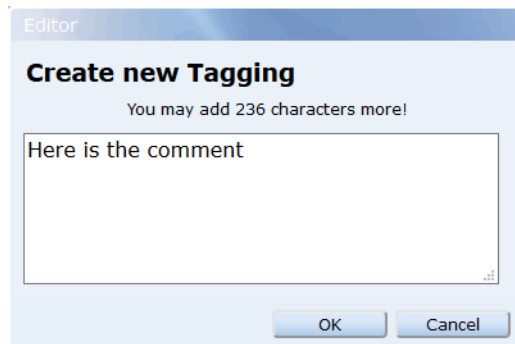 Editor
Create new Tagging
You may add 236 characters more!
Here is the comment
OK Cancel